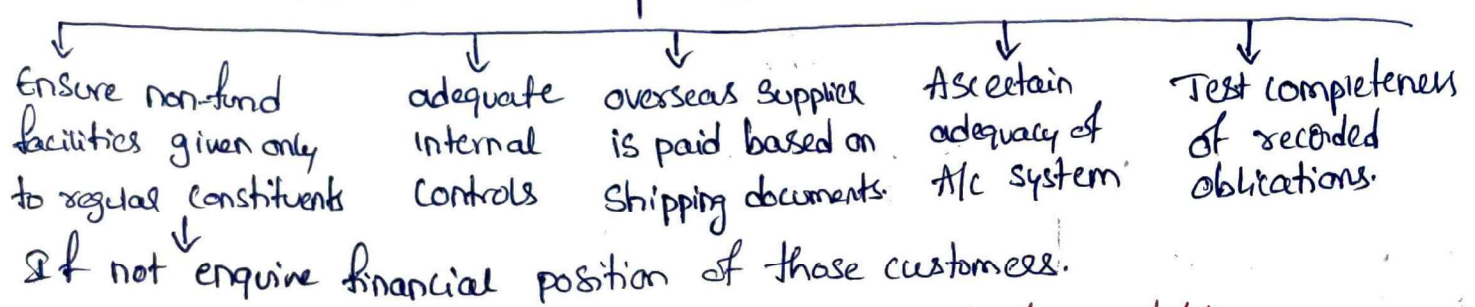 Ensure non-fund
facilities given only
to regular constituents
If not enquire financial position of those customers.
adequate
internal
controls
overseas supplier
is paid based on
shipping documents.
Ascertain
adequacy of
A/c system
Test completeness
of recorded
oblications.